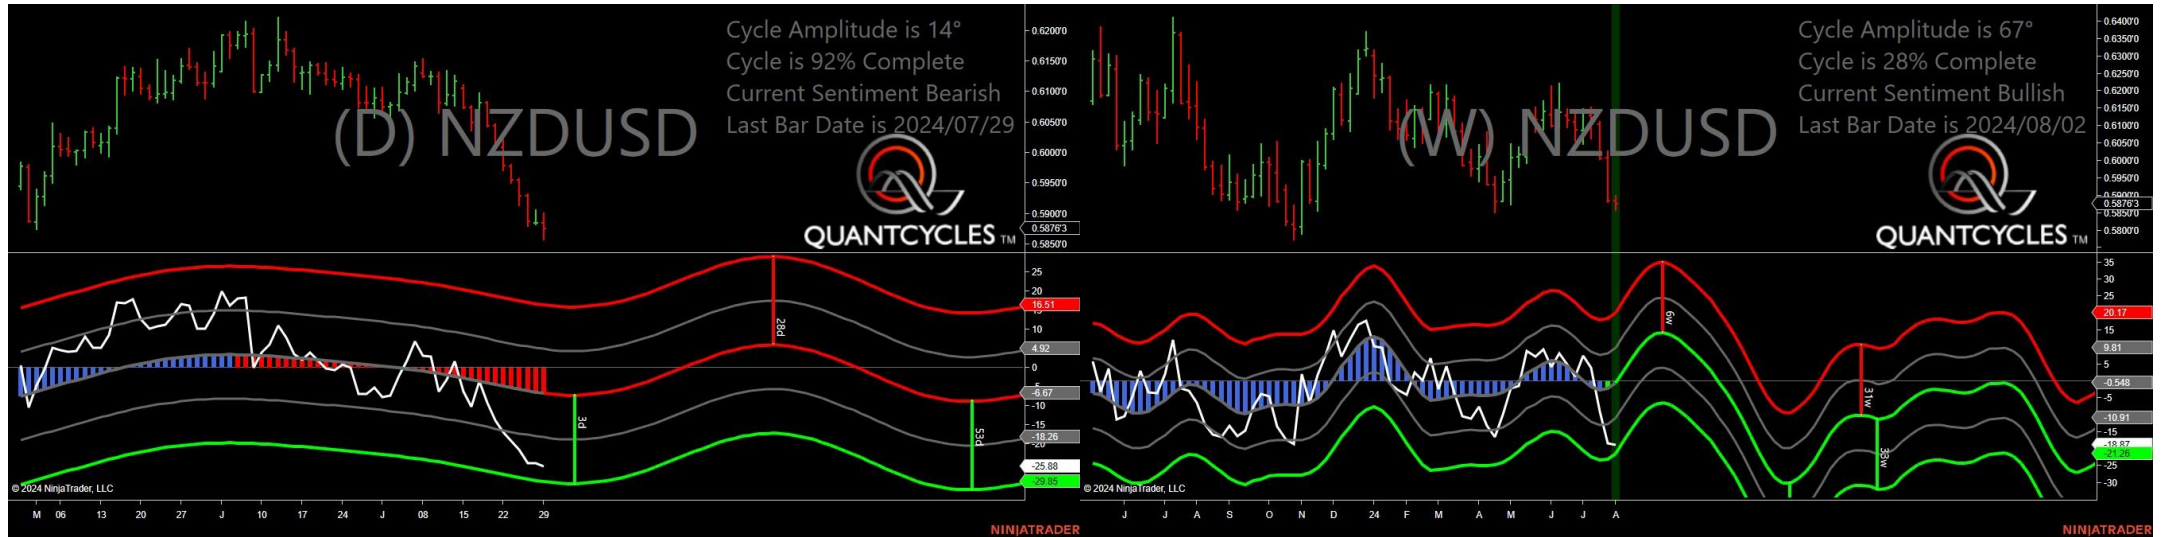 Cycle Amplitude is 14°
Cycle is 92% Complete
Current Sentiment Bearish
Last Bar Date is 2024/07/29
(D) NZDUSD
QUANTCYCLES TM
0.6200'0
0.6150'0
0.6100'0
0.6050'0
0.6000'0
0.5950'0
0.5900'0
0.5876'3
0.5850'0
25
20
16.51
10
4.92
0
-6.67
-10
-15
-18.26
-20
-25.88
-29.85
28d
3d
53d
© 2024 NinjaTrader, LLC
M 06 13 20 27 J 10 17 24 J 08 15 22 29
NINJATRADER
Cycle Amplitude is 67°
Cycle is 28% Complete
Current Sentiment Bullish
Last Bar Date is 2024/08/02
(W) NZDUSD
QUANTCYCLES TM
0.6400'0
0.6350'0
0.6300'0
0.6250'0
0.6200'0
0.6150'0
0.6100'0
0.6050'0
0.6000'0
0.5950'0
0.5900'0
0.5876'3
0.5850'0
0.5800'0
35
30
25
20.17
15
9.81
5
-0.548
-5
-10.91
-15
-18.87
-21.26
-25
-30
6w
31w
33w
© 2024 NinjaTrader, LLC
J J A S O N D 24 F M A M J J A
NINJATRADER